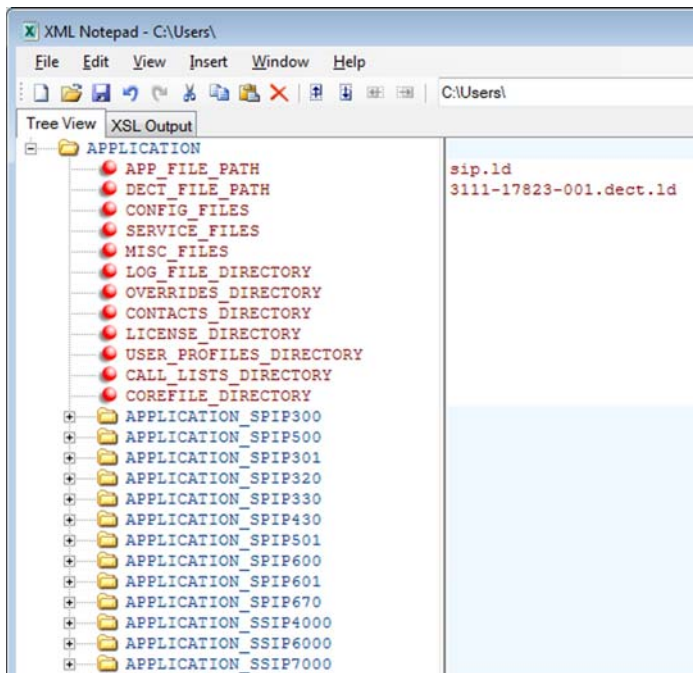 XML Notepad - C:\Users\
File Edit View Insert Window Help
C:\Users\
Tree View XSL Output
APPLICATION
APP_FILE_PATH sip.ld
DECT_FILE_PATH 3111-17823-001.dect.ld
CONFIG_FILES
SERVICE_FILES
MISC_FILES
LOG_FILE_DIRECTORY
OVERRIDES_DIRECTORY
CONTACTS_DIRECTORY
LICENSE_DIRECTORY
USER_PROFILES_DIRECTORY
CALL_LISTS_DIRECTORY
COREFILE_DIRECTORY
APPLICATION_SPIP300
APPLICATION_SPIP500
APPLICATION_SPIP301
APPLICATION_SPIP320
APPLICATION_SPIP330
APPLICATION_SPIP430
APPLICATION_SPIP501
APPLICATION_SPIP600
APPLICATION_SPIP601
APPLICATION_SPIP670
APPLICATION_SSIP4000
APPLICATION_SSIP6000
APPLICATION_SSIP7000